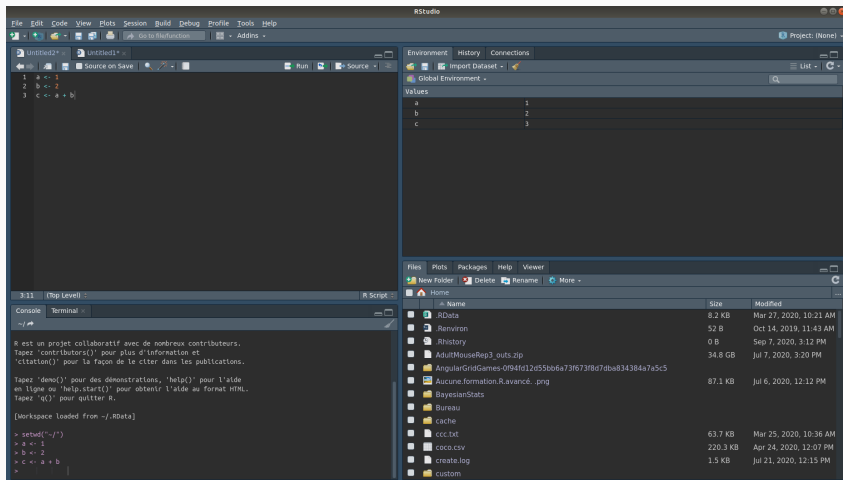 RStudio
File Edit Code View Plots Session Build Debug Profile Tools Help
Go to file/function Addins Project: (None)
Untitled2* Untitled1*
Source on Save Run Source
1 a <- 1
2 b <- 2
3 c <- a + b
3:11 (Top Level) R Script
Console Terminal
~/
R est un projet collaboratif avec de nombreux contributeurs.
Tapez 'contributors()' pour plus d'information et
'citation()' pour la façon de le citer dans les publications.
Tapez 'demo()' pour des démonstrations, 'help()' pour l'aide
en ligne ou 'help.start()' pour obtenir l'aide au format HTML.
Tapez 'q()' pour quitter R.
[Workspace loaded from ~/.RData]
> setwd("~/")
> a <- 1
> b <- 2
> c <- a + b
>
Environment History Connections
Import Dataset List
Global Environment
Values
a 1
b 2
c 3
Files Plots Packages Help Viewer
New Folder Delete Rename More
Home
Name Size Modified
.RData 8.2 KB Mar 27, 2020, 10:21 AM
.Renviron 52 B Oct 14, 2019, 11:43 AM
.Rhistory 0 B Sep 7, 2020, 3:12 PM
AdultMouseRep3_outs.zip 34.8 GB Jul 7, 2020, 3:20 PM
AngularGridGames-0f94fd12d55bb6a73f673f8d7dba834384a7a5c5
Aucune.formation.R.avancé. .png 87.1 KB Jul 6, 2020, 12:12 PM
BayesianStats
Bureau
cache
ccc.txt 63.7 KB Mar 25, 2020, 10:36 AM
coco.csv 220.3 KB Apr 24, 2020, 12:07 PM
create.log 1.5 KB Jul 21, 2020, 12:15 PM
custom